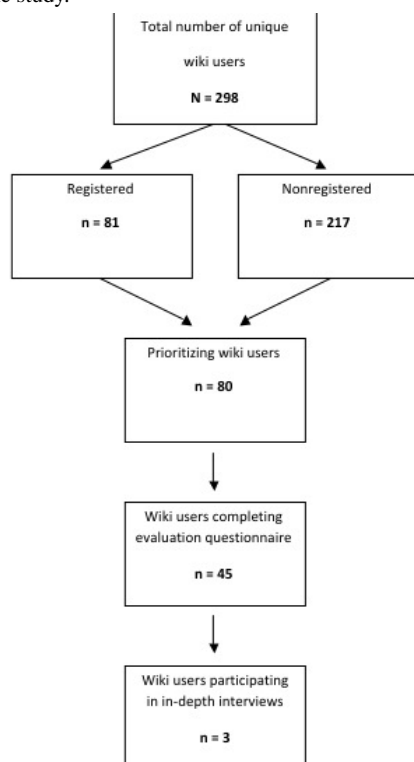 e study.
Total number of unique
wiki users
N = 298
Registered
n = 81
Nonregistered
n = 217
Prioritizing wiki users
n = 80
Wiki users completing
evaluation questionnaire
n = 45
Wiki users participating
in in-depth interviews
n = 3